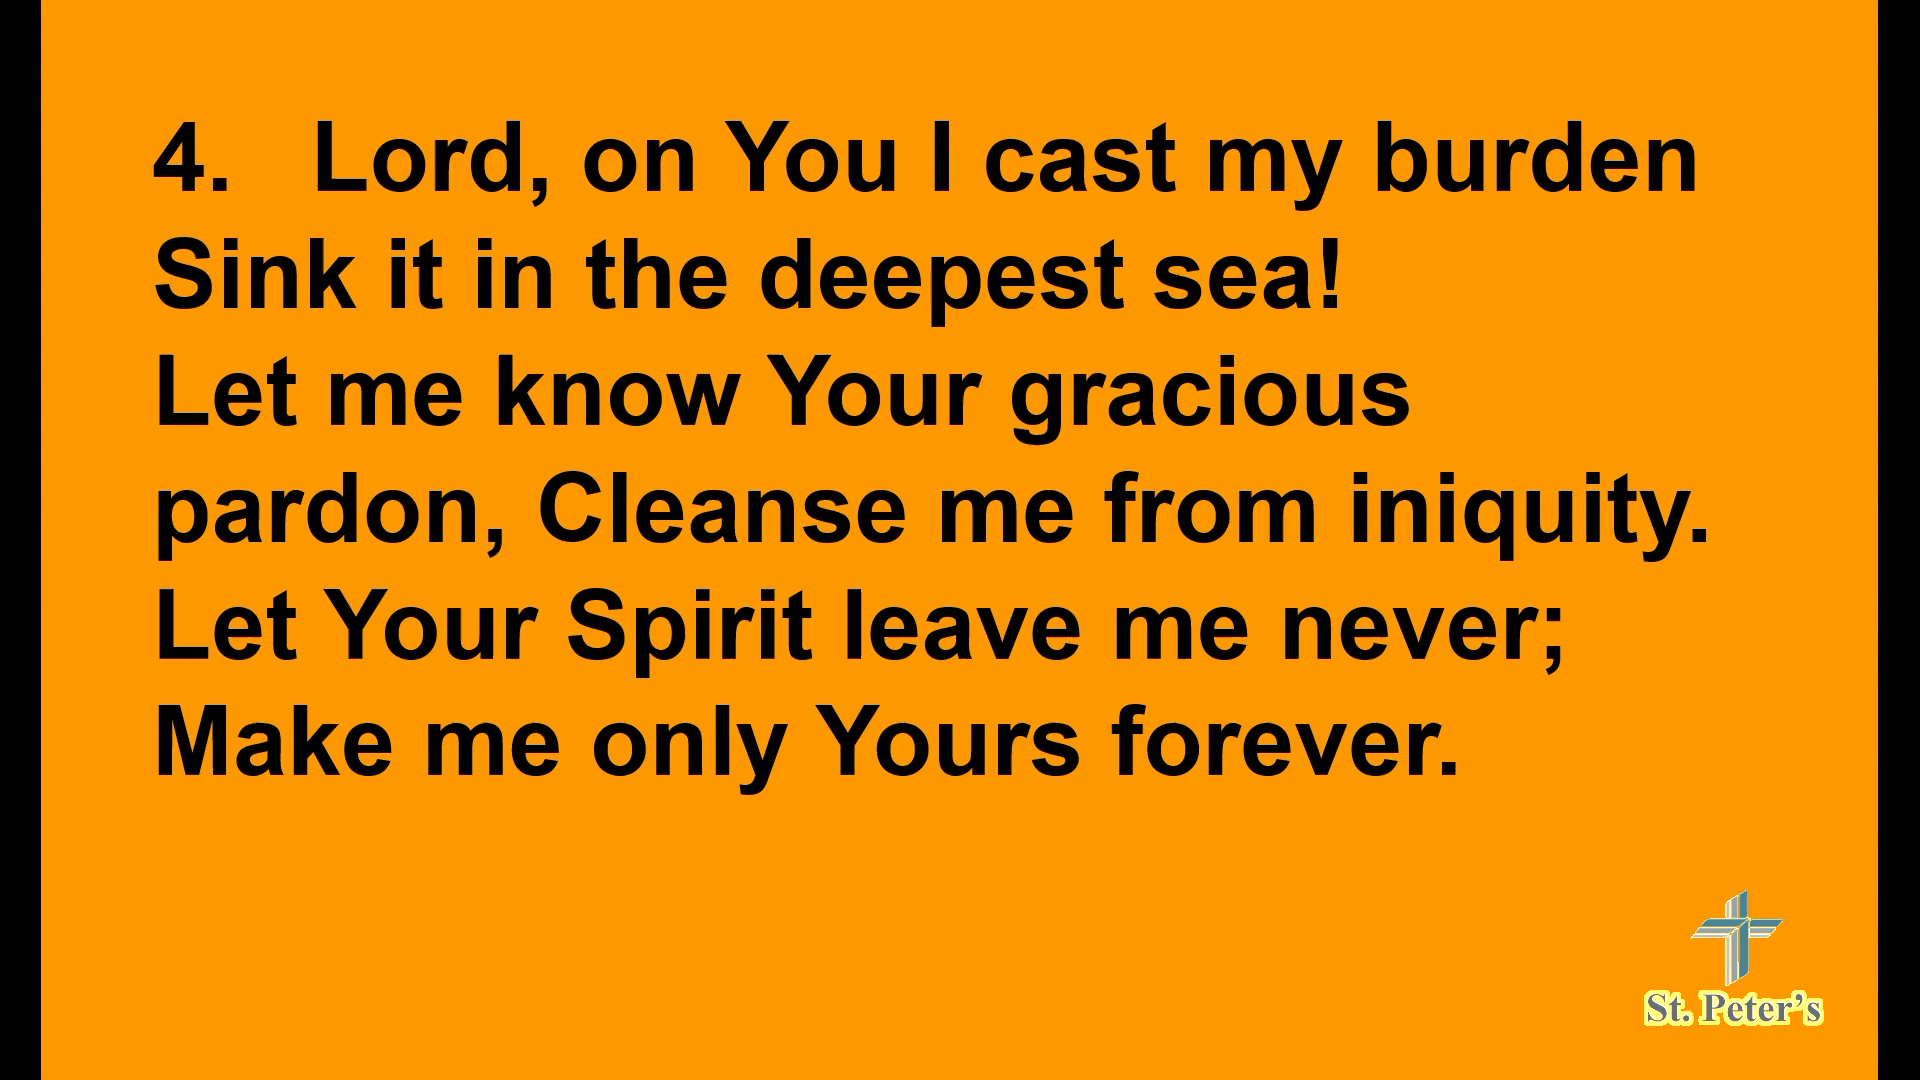 4. Lord, on You I cast my burden
Sink it in the deepest sea!
Let me know Your gracious
pardon, Cleanse me from iniquity.
Let Your Spirit leave me never;
Make me only Yours forever.
St. Peter’s